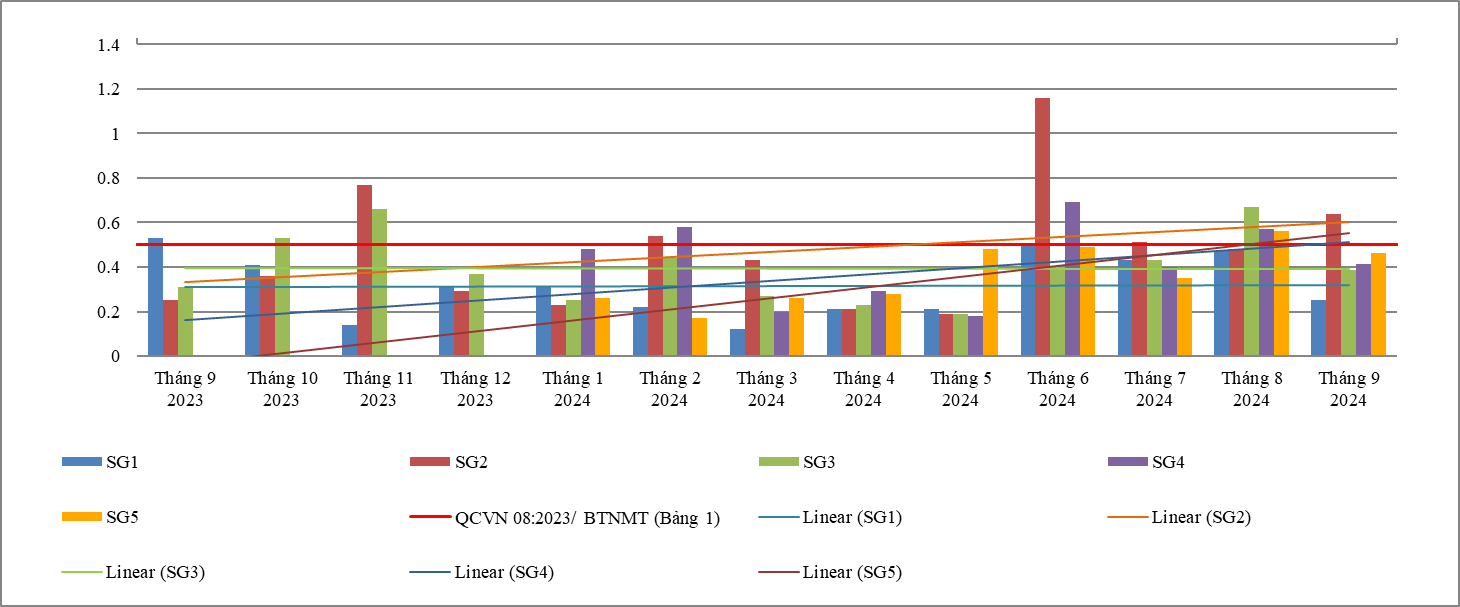 1.4
1.2
1
0.8
0.6
0.4
0.2
0
Tháng 9 2023
Tháng 10 2023
Tháng 11 2023
Tháng 12 2023
Tháng 1 2024
Tháng 2 2024
Tháng 3 2024
Tháng 4 2024
Tháng 5 2024
Tháng 6 2024
Tháng 7 2024
Tháng 8 2024
Tháng 9 2024
SG1
SG2
SG3
SG4
SG5
QCVN 08:2023/ BTNMT (Bảng 1)
Linear (SG1)
Linear (SG2)
Linear (SG3)
Linear (SG4)
Linear (SG5)